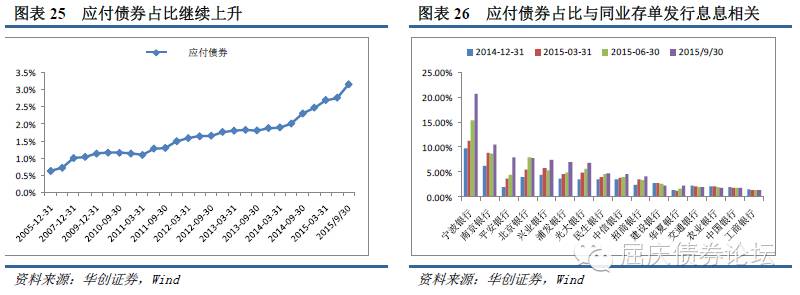 图表 25 应付债券占比继续上升
应付债券
3.5%
3.0%
2.5%
2.0%
1.5%
1.0%
0.5%
0.0%
2005-12-31
2007-12-31
2009-12-31
2010-09-30
2011-03-31
2011-09-30
2012-03-31
2012-09-30
2013-03-31
2013-09-30
2014-03-31
2014-09-30
2015-03-31
2015/9/30
资料来源：华创证券，Wind
图表 26 应付债券占比与同业存单发行息息相关
2014-12-31
2015-03-31
2015-06-30
2015/9/30
25.00%
20.00%
15.00%
10.00%
5.00%
0.00%
宁波银行
南京银行
平安银行
北京银行
兴业银行
浦发银行
光大银行
民生银行
中信银行
招商银行
建设银行
华夏银行
交通银行
农业银行
中国银行
工商银行
资料来源：华创证券，Wind
屈庆债券论坛